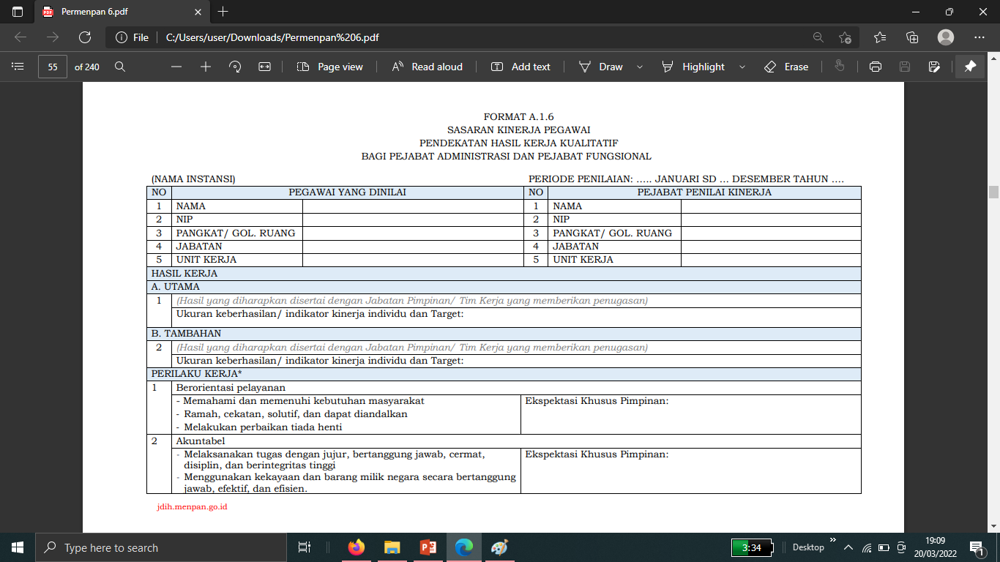 Permenpan 6.pdf
File
C:/Users/user/Downloads/Permenpan%206.pdf
55 of 240
Page view
Read aloud
Add text
Draw
Highlight
Erase
FORMAT A.1.6
SASARAN KINERJA PEGAWAI
PENDEKATAN HASIL KERJA KUALITATIF
BAGI PEJABAT ADMINISTRASI DAN PEJABAT FUNGSIONAL
(NAMA INSTANSI) PERIODE PENILAIAN: ..... JANUARI SD ... DESEMBER TAHUN ....
NO PEGAWAI YANG DINILAI NO PEJABAT PENILAI KINERJA
1 NAMA 1 NAMA
2 NIP 2 NIP
3 PANGKAT/ GOL. RUANG 3 PANGKAT/ GOL. RUANG
4 JABATAN 4 JABATAN
5 UNIT KERJA 5 UNIT KERJA
HASIL KERJA
A. UTAMA
1 (Hasil yang diharapkan disertai dengan Jabatan Pimpinan/ Tim Kerja yang memberikan penugasan)
Ukuran keberhasilan/ indikator kinerja individu dan Target:
B. TAMBAHAN
2 (Hasil yang diharapkan disertai dengan Jabatan Pimpinan/ Tim Kerja yang memberikan penugasan)
Ukuran keberhasilan/ indikator kinerja individu dan Target:
PERILAKU KERJA*
1 Berorientasi pelayanan
- Memahami dan memenuhi kebutuhan masyarakat
- Ramah, cekatan, solutif, dan dapat diandalkan
- Melakukan perbaikan tiada henti
Ekspektasi Khusus Pimpinan:
2 Akuntabel
- Melaksanakan tugas dengan jujur, bertanggung jawab, cermat,
disiplin, dan berintegritas tinggi
- Menggunakan kekayaan dan barang milik negara secara bertanggung
jawab, efektif, dan efisien.
Ekspektasi Khusus Pimpinan:
jdih.menpan.go.id
Type here to search
3:34
Desktop
19:09
20/03/2022
1